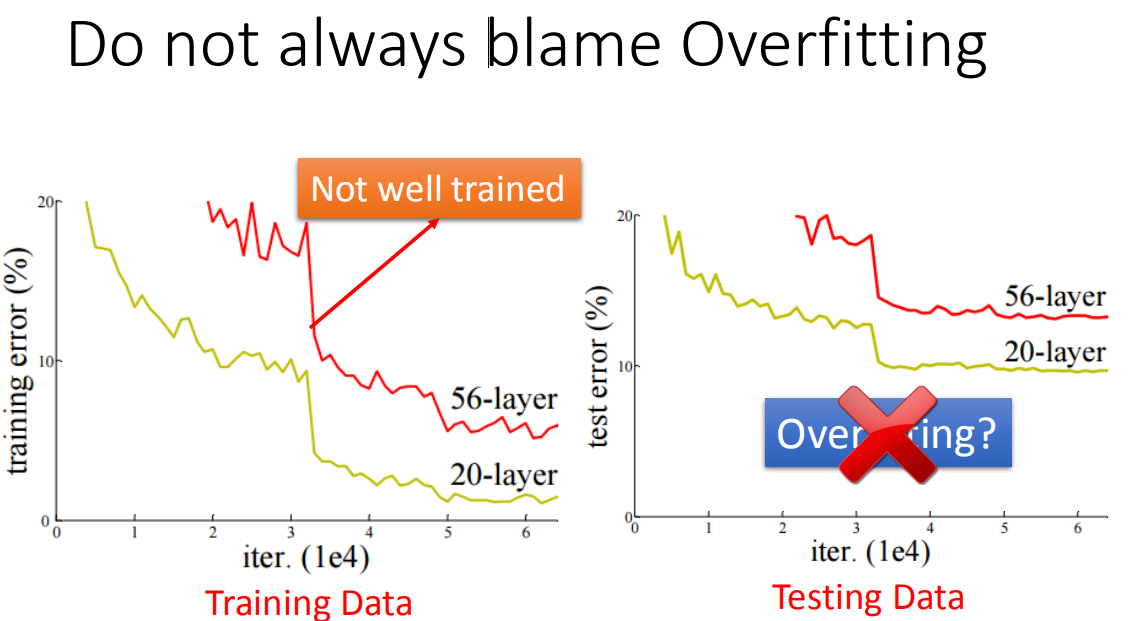 Do not always blame Overfitting
Not well trained
20
10
0
training error (%)
56-layer
20-layer
0 1 2 3 4 5 6
iter. (1e4)
Training Data
20
10
0
test error (%)
56-layer
20-layer
Over ing?
0 1 2 3 4 5 6
iter. (1e4)
Testing Data